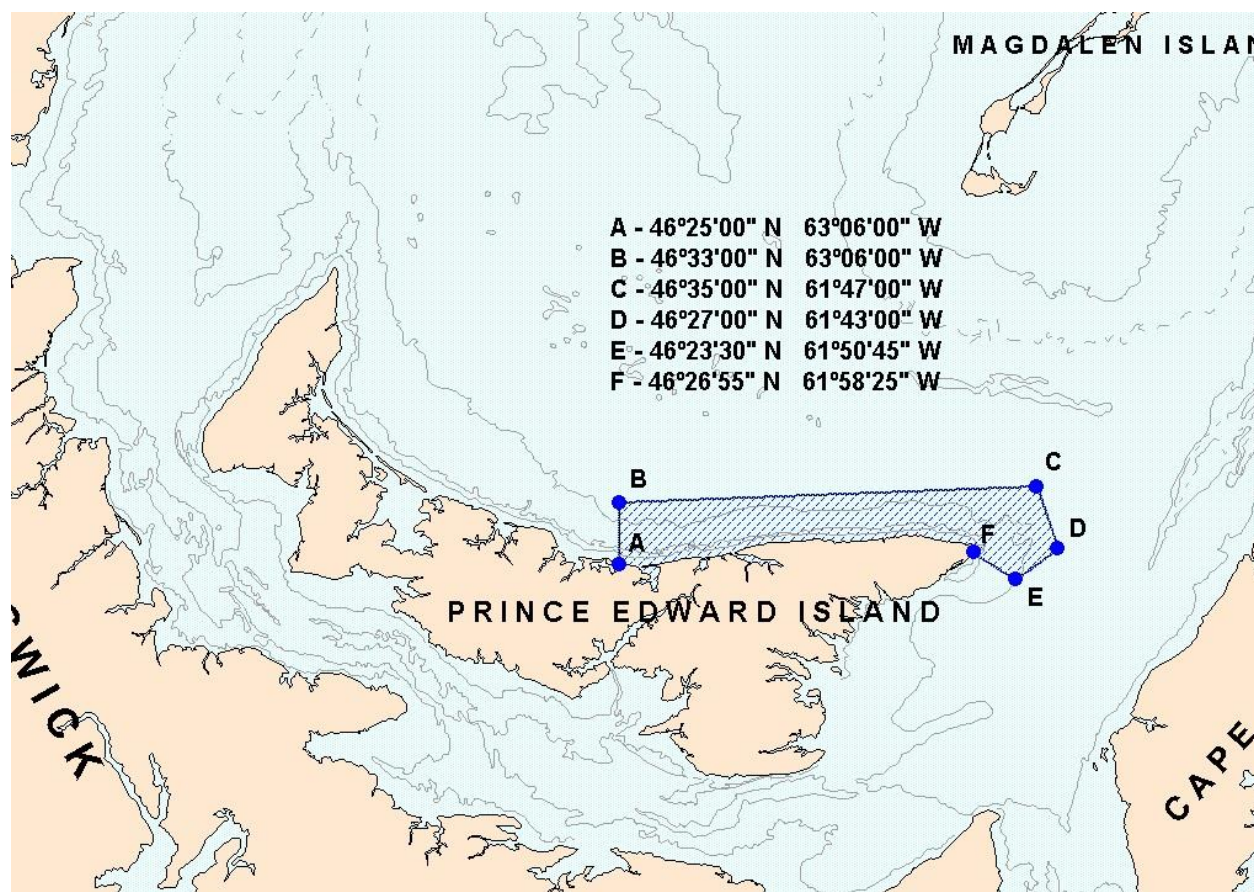 MAGDALEN ISLAN
A - 46º25'00" N 63º06'00" W
B - 46º33'00" N 63º06'00" W
C - 46º35'00" N 61º47'00" W
D - 46º27'00" N 61º43'00" W
E - 46º23'30" N 61º50'45" W
F - 46º26'55" N 61º58'25" W
C
B
D
F
A
E
PRINCE EDWARD ISLAND
WICK
CAPE